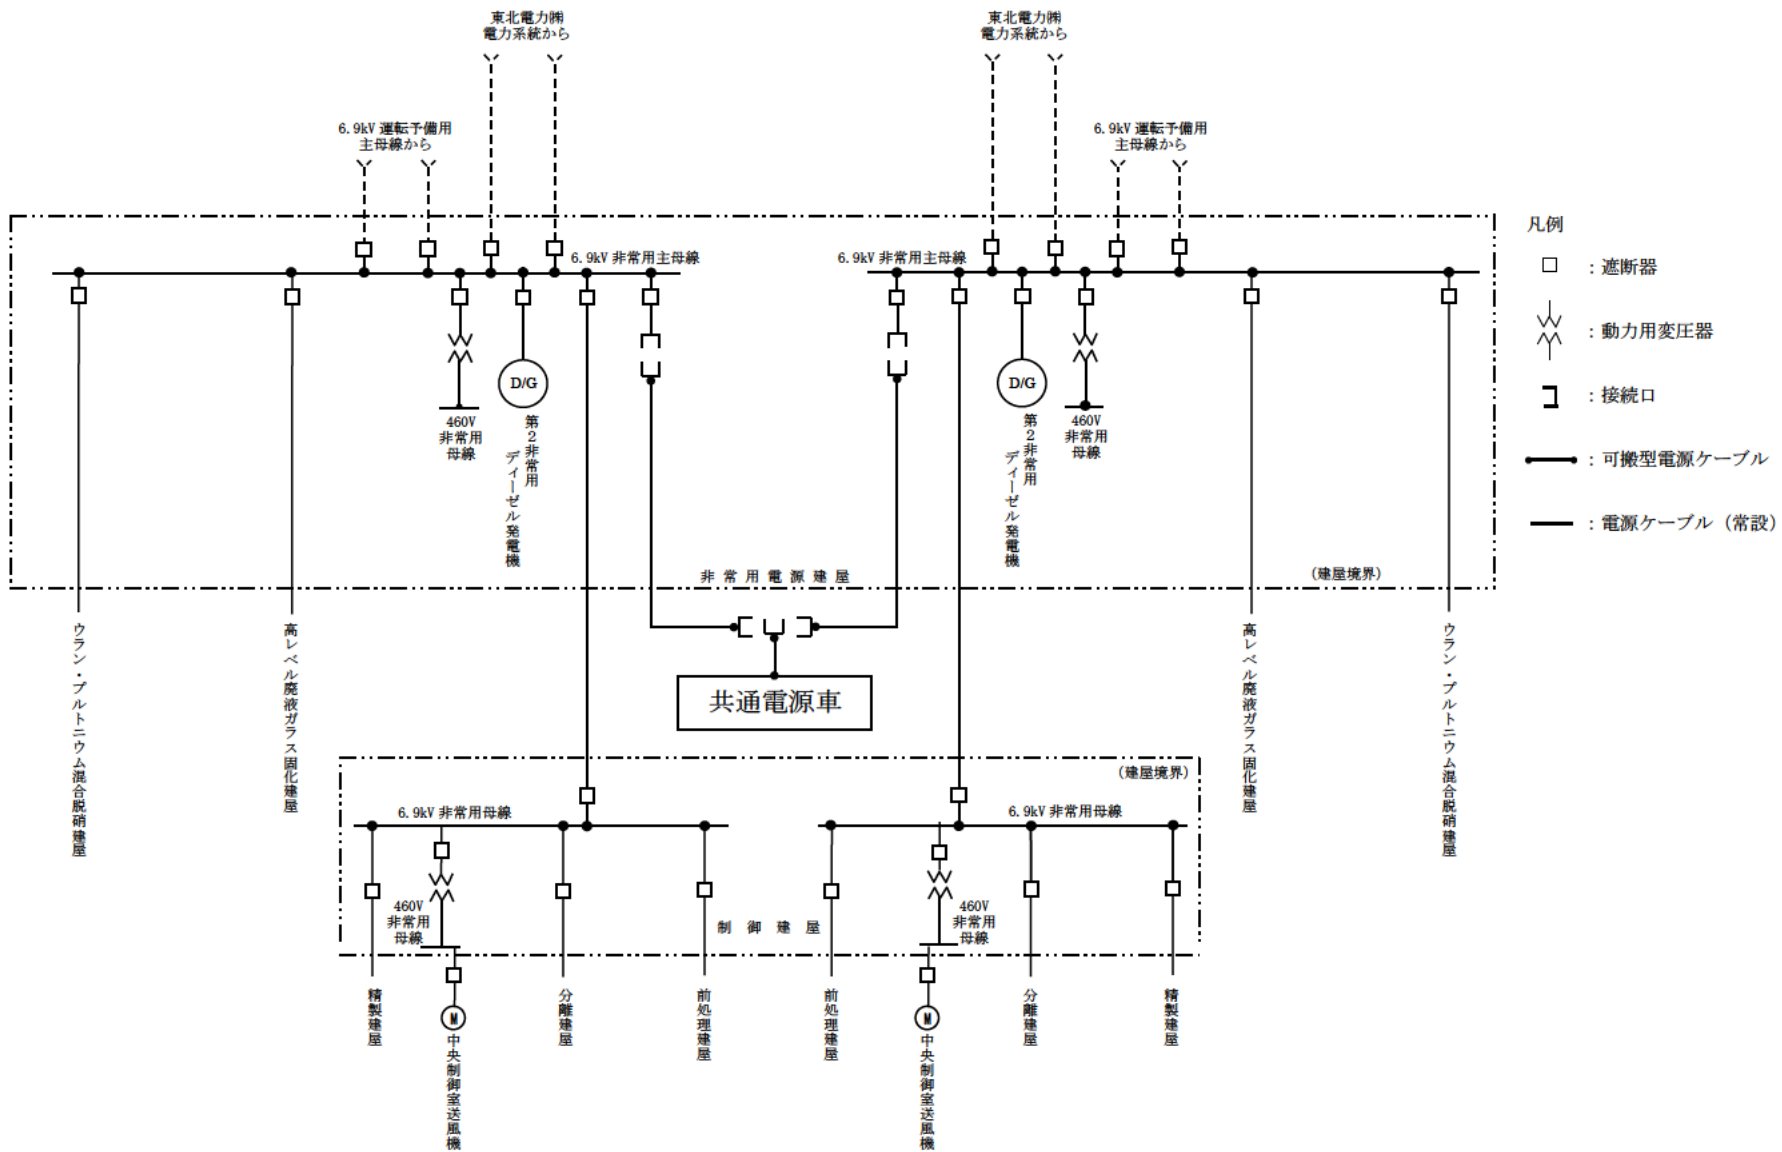 東北電力㈱
電力系統から
東北電力㈱
電力系統から
6.9kV 運転予備用
主母線から
6.9kV 運転予備用
主母線から
6.9kV 非常用主母線
6.9kV 非常用主母線
D/G
D/G
460V
非常用
母線
第2非常用
ディーゼル発電機
第2非常用
ディーゼル発電機
460V
非常用
母線
非常用電源建屋
(建屋境界)
ウラン・プルトニウム混合脱硝建屋
高レベル廃液ガラス固化建屋
共通電源車
高レベル廃液ガラス固化建屋
ウラン・プルトニウム混合脱硝建屋
(建屋境界)
6.9kV 非常用母線
6.9kV 非常用母線
460V
非常用
母線
制御建屋
460V
非常用
母線
精製建屋
M
中央制御室送風機
分離建屋
前処理建屋
前処理建屋
M
中央制御室送風機
分離建屋
精製建屋
凡例
：遮断器
：動力用変圧器
：接続口
：可搬型電源ケーブル
：電源ケーブル（常設）